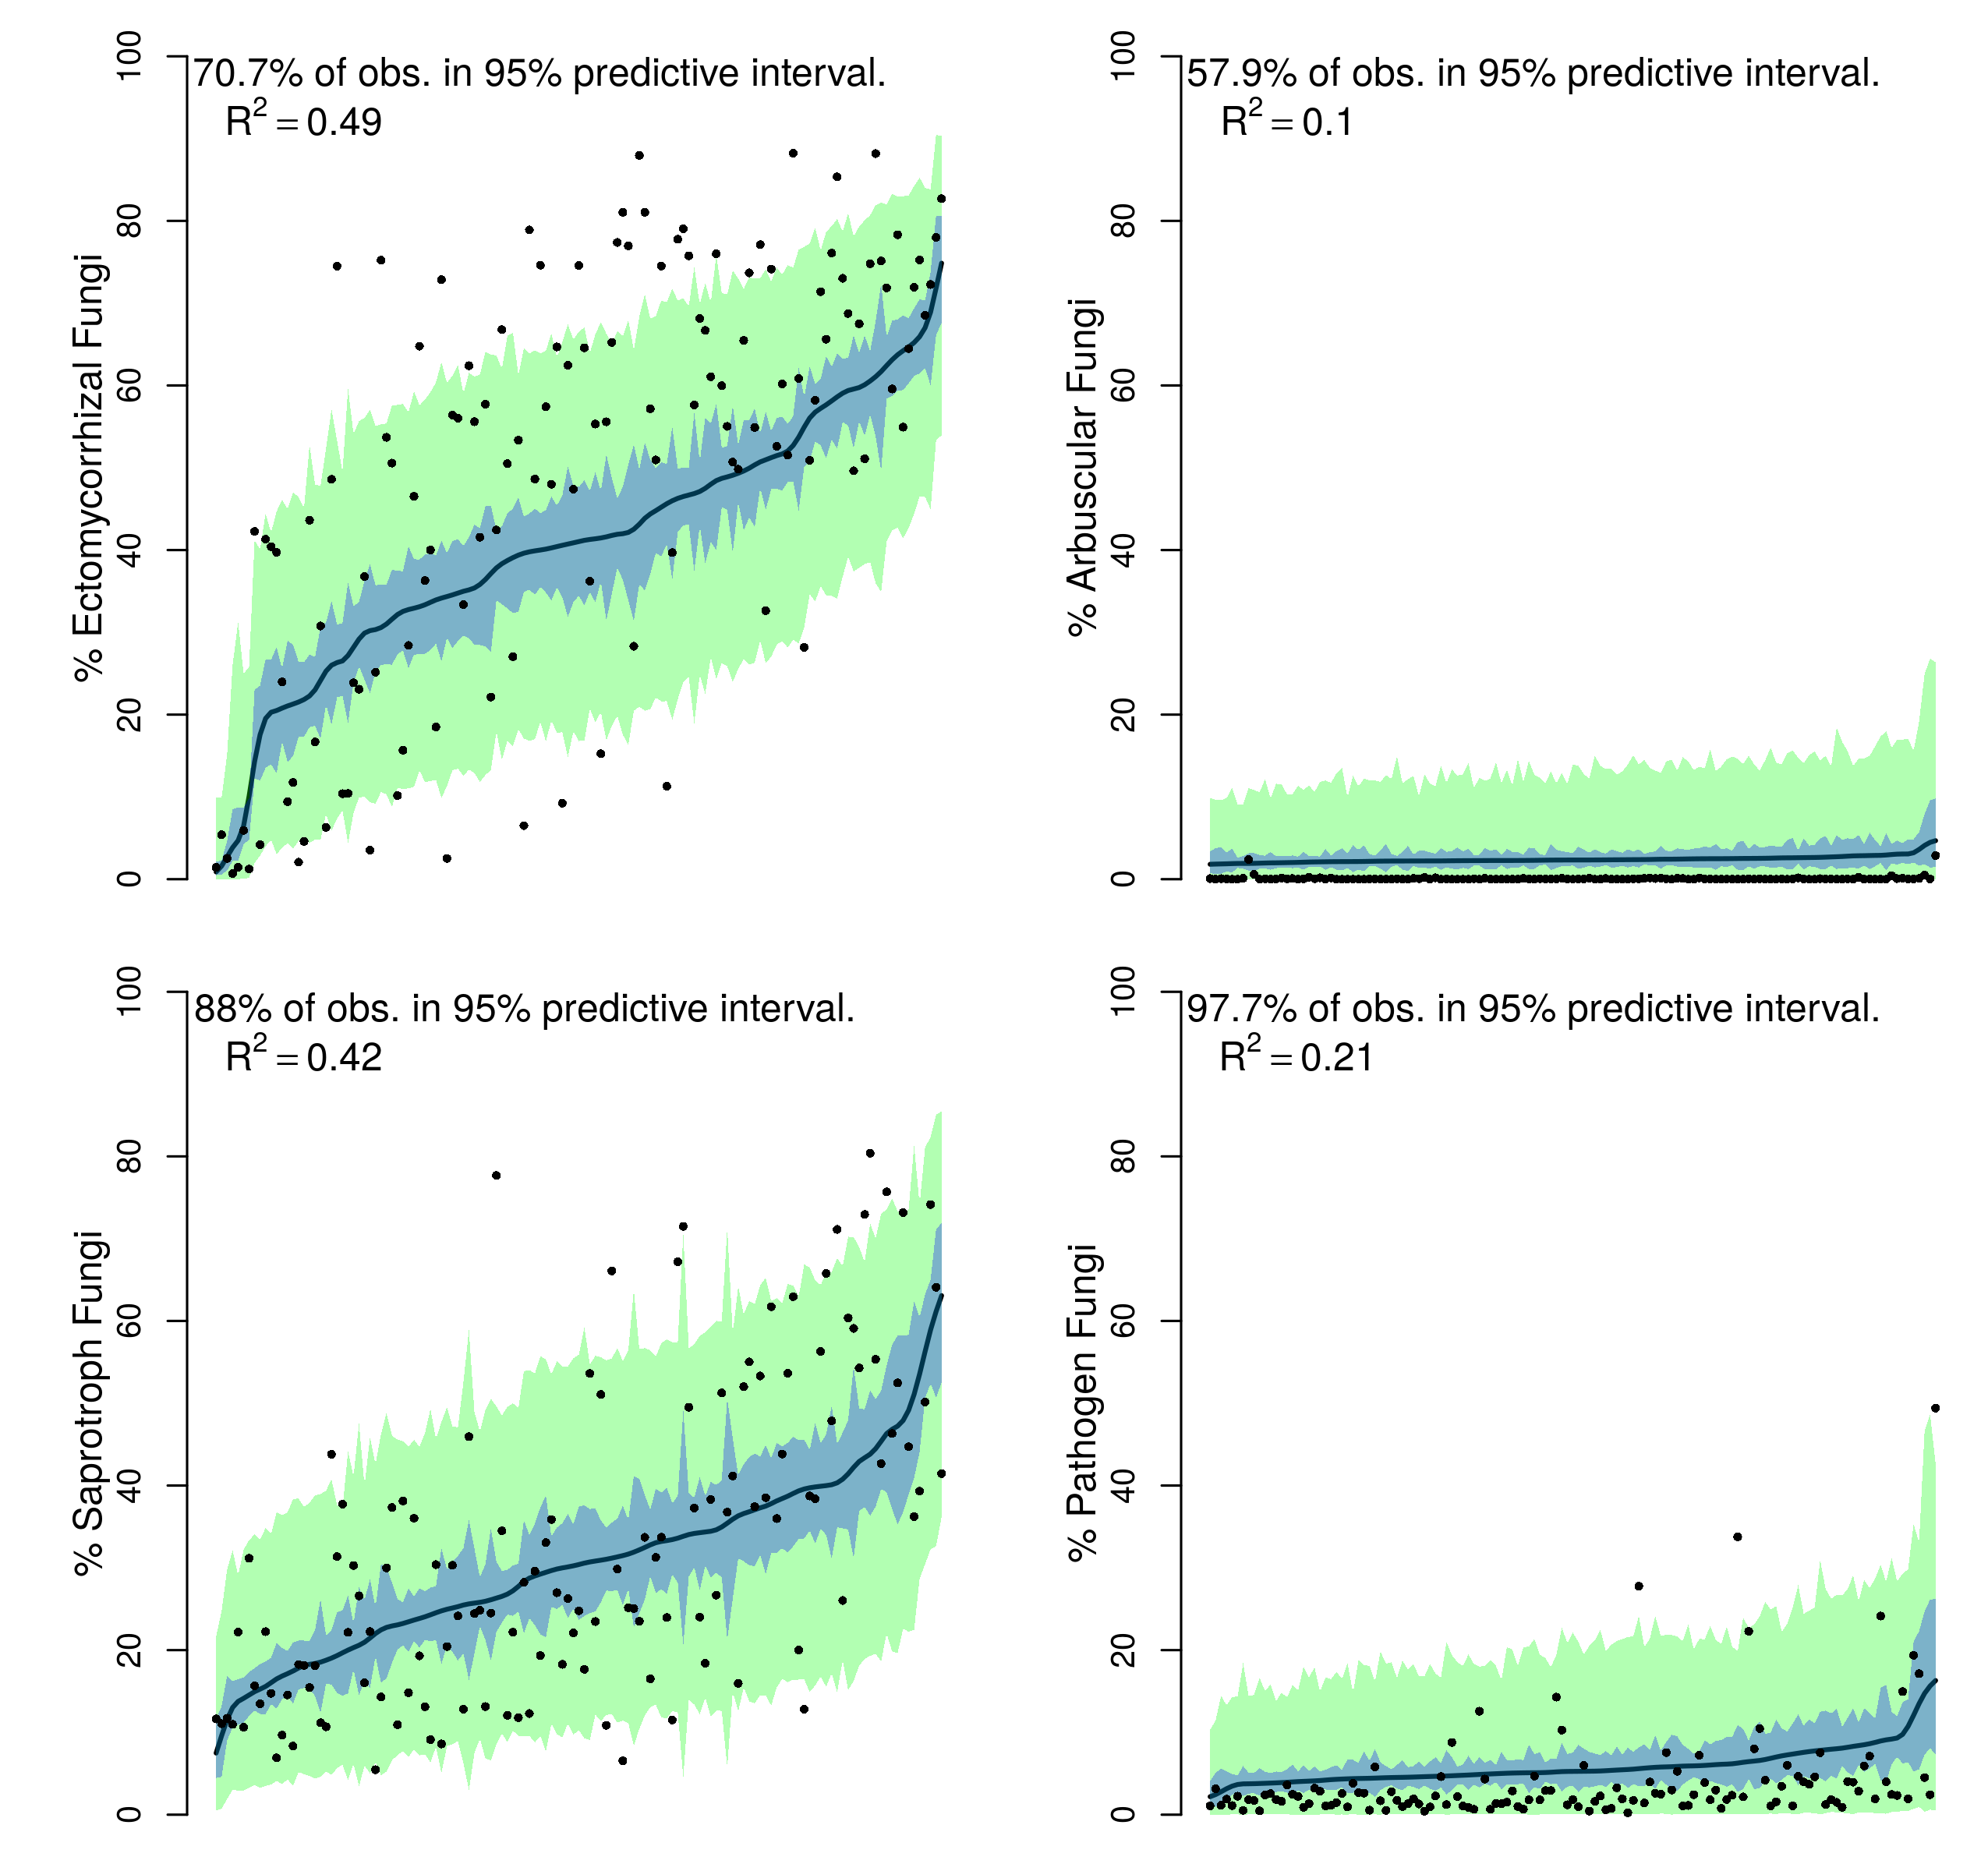 70.7% of obs. in 95% predictive interval.
R² = 0.49
% Ectomycorrhizal Fungi
0 20 40 60 80 100
57.9% of obs. in 95% predictive interval.
R² = 0.1
% Arbuscular Fungi
0 20 40 60 80 100
88% of obs. in 95% predictive interval.
R² = 0.42
% Saprotroph Fungi
0 20 40 60 80 100
97.7% of obs. in 95% predictive interval.
R² = 0.21
% Pathogen Fungi
0 20 40 60 80 100